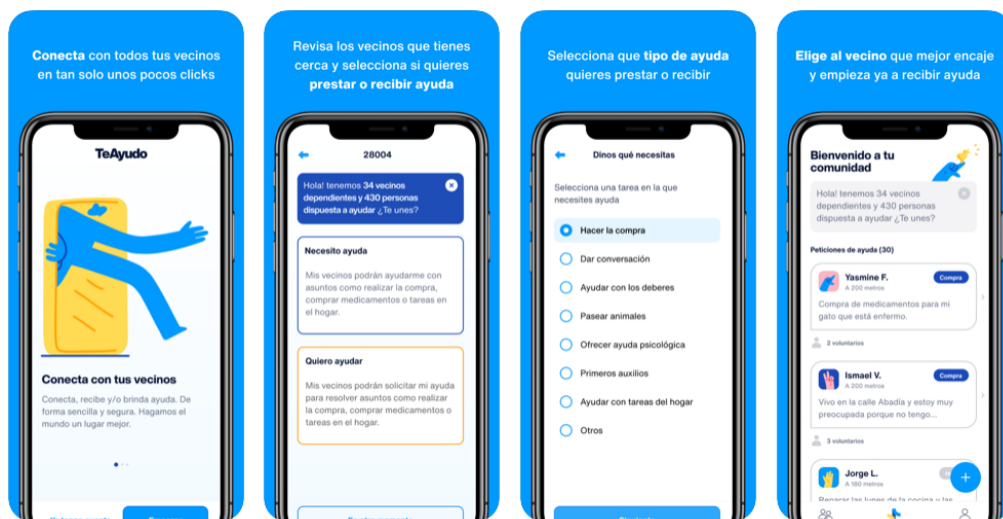 Conecta con todos tus vecinos
en tan solo unos pocos clicks
TeAyudo
Conecta con tus vecinos
Conecta, recibe y/o brinda ayuda. De
forma sencilla y segura. Hagamos el
mundo un lugar mejor.
Revisa los vecinos que tienes
cerca y selecciona si quieres
prestar o recibir ayuda
28004
Hola! tenemos 34 vecinos
dependientes y 430 personas
dispuesta a ayudar ¿Te unes?
Necesito ayuda
Mis vecinos podrán ayudarme con
asuntos como realizar la compra,
comprar medicamentos o tareas en
el hogar.
Quiero ayudar
Mis vecinos podrán solicitar mi ayuda
para resolver asuntos como realizar
la compra, comprar medicamentos o
tareas en el hogar.
Selecciona que tipo de ayuda
quieres prestar o recibir
Dinos qué necesitas
Selecciona una tarea en la que
necesites ayuda
Hacer la compra
Dar conversación
Ayudar con los deberes
Pasear animales
Ofrecer ayuda psicológica
Primeros auxilios
Ayudar con tareas del hogar
Otros
Elige al vecino que mejor encaje
y empieza ya a recibir ayuda
Bienvenido a tu
comunidad
Hola! tenemos 34 vecinos
dependientes y 430 personas
dispuesta a ayudar ¿Te unes?
Peticiones de ayuda (30)
Yasmine F.
Compra
A 200 metros
Compra de medicamentos para mi
gato que está enfermo.
2 voluntarios
Ismael V.
Compra
A 200 metros
Vivo en la calle Abadía y estoy muy
preocupada porque no tengo...
3 voluntarios
Jorge L.
A 180 metros
Reparar las lunes de la cocina y las